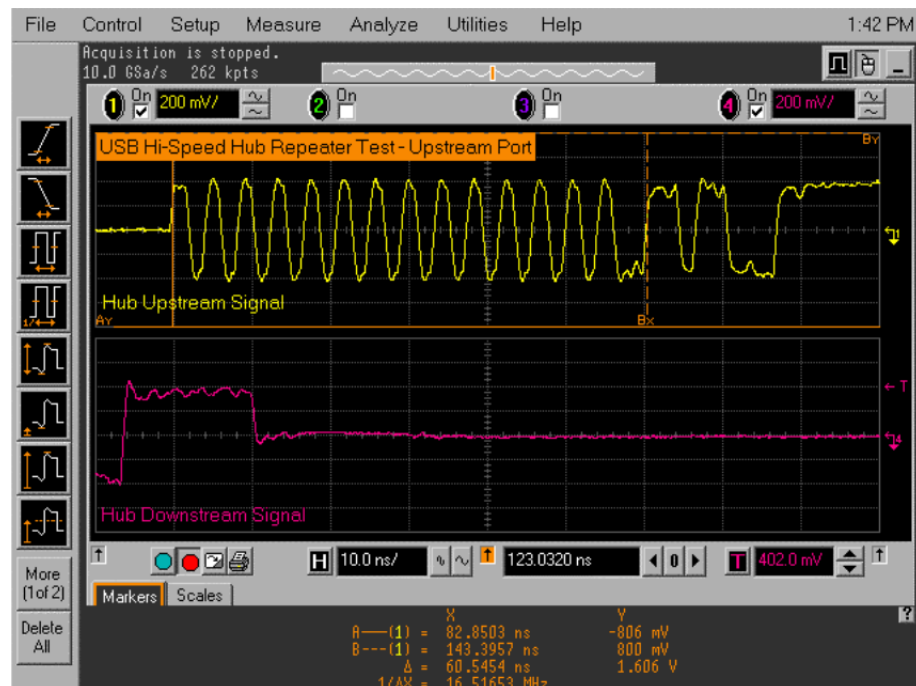 File Control Setup Measure Analyze Utilities Help 1:42 PM
Acquisition is stopped.
10.0 GSa/s 262 kpts
1 On 200 mV/ 2 On 3 On 4 On 200 mV/
USB Hi-Speed Hub Repeater Test - Upstream Port
By
1
Hub Upstream Signal
Ay Bx
T
4
Hub Downstream Signal
H 10.0 ns/ 123.0320 ns 0 T 402.0 mV
More
(1of 2)
Markers Scales
Delete
All
?
X Y
A——(1) = 82.8503 ns -806 mV
B---(1) = 143.3957 ns 800 mV
Δ = 60.5454 ns 1.606 V
1/ΔX = 16.51653 MHz